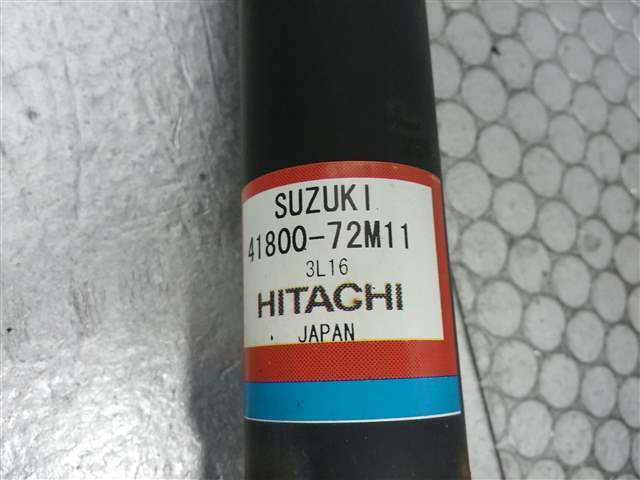 SUZUKI
41800-72M11
3L16
HITACHI
JAPAN